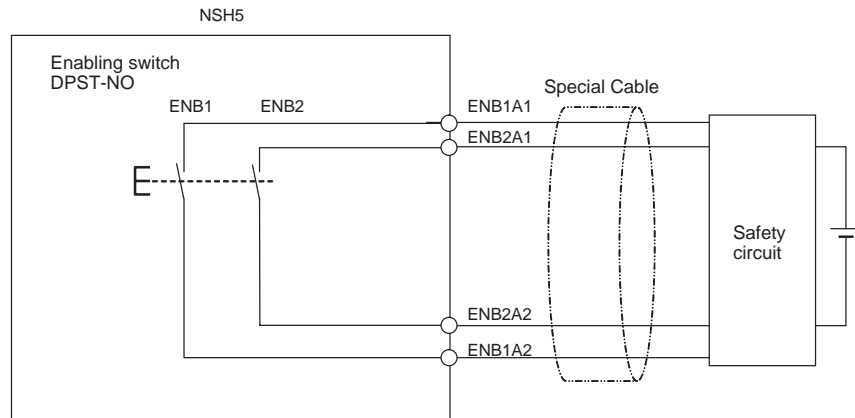 NSH5
Enabling switch
DPST-NO
ENB1
ENB2
ENB1A1
Special Cable
ENB2A1
Safety
circuit
ENB2A2
ENB1A2